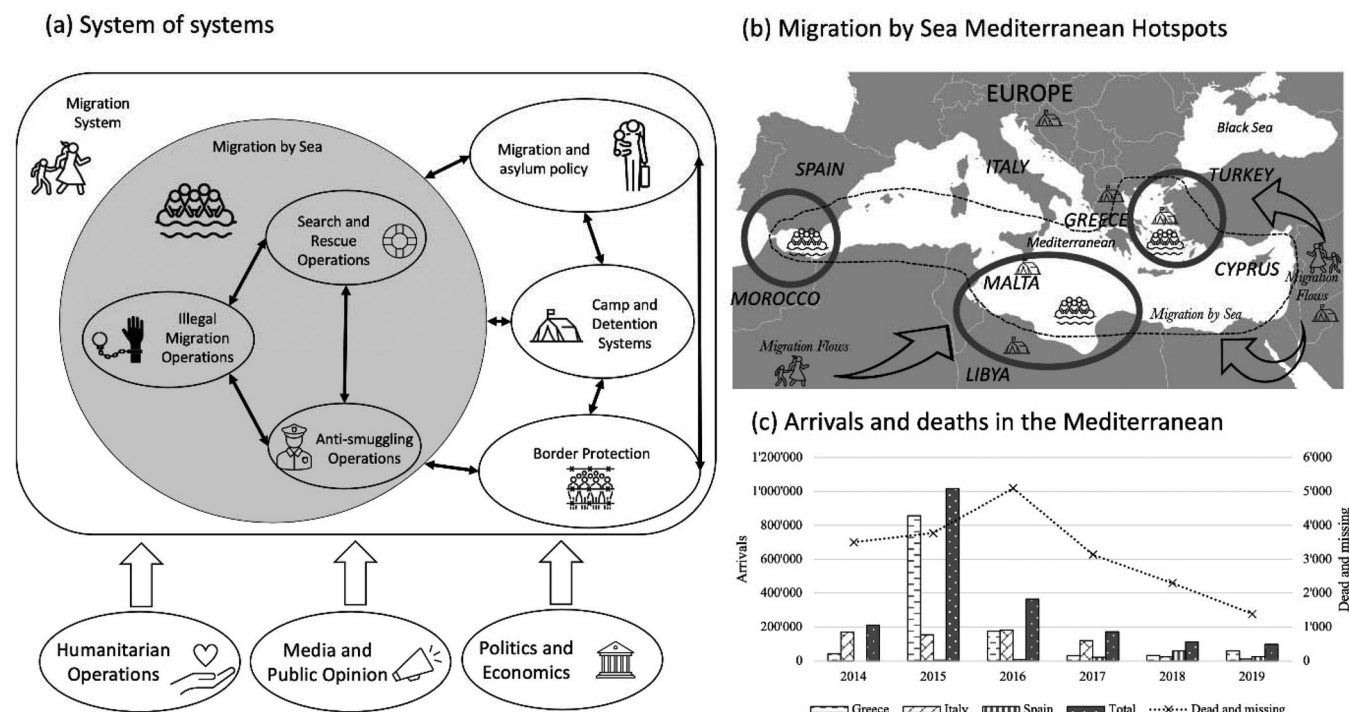 (a) System of systems
Migration
System
Migration by Sea
Search and
Rescue
Operations
Illegal
Migration
Operations
Anti-smuggling
Operations
Migration and
asylum policy
Camp and
Detention
Systems
Border Protection
Humanitarian
Operations
Media and
Public Opinion
Politics and
Economics
(b) Migration by Sea Mediterranean Hotspots
EUROPE
Black Sea
SPAIN
ITALY
TURKEY
GREECE
Mediterranean
CYPRUS
MALTA
MOROCCO
Migration
Flows
Migration by Sea
Migration Flows
LIBYA
(c) Arrivals and deaths in the Mediterranean
1'200'000
1'000'000
800'000
600'000
400'000
200'000
0
Arrivals
6'000
5'000
4'000
3'000
2'000
1'000
0
Dead and missing
2014 2015 2016 2017 2018 2019
Greece Italy Spain Total Dead and missing